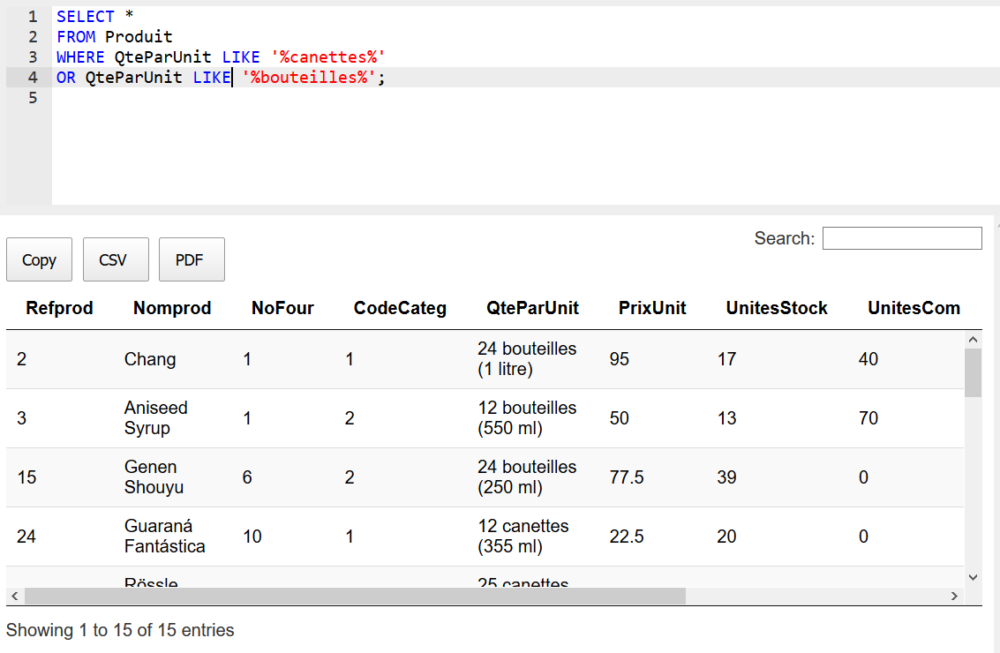 1 SELECT *
2 FROM Produit
3 WHERE QteParUnit LIKE '%canettes%'
4 OR QteParUnit LIKE '%bouteilles%';
5
Search:
Copy CSV PDF
Refprod Nomprod NoFour CodeCateg QteParUnit PrixUnit UnitesStock UnitesCom
2 Chang 1 1 24 bouteilles (1 litre) 95 17 40
3 Aniseed Syrup 1 2 12 bouteilles (550 ml) 50 13 70
15 Genen Shouyu 6 2 24 bouteilles (250 ml) 77.5 39 0
24 Guaraná Fantástica 10 1 12 canettes (355 ml) 22.5 20 0
Rössle 25 canettes
Showing 1 to 15 of 15 entries